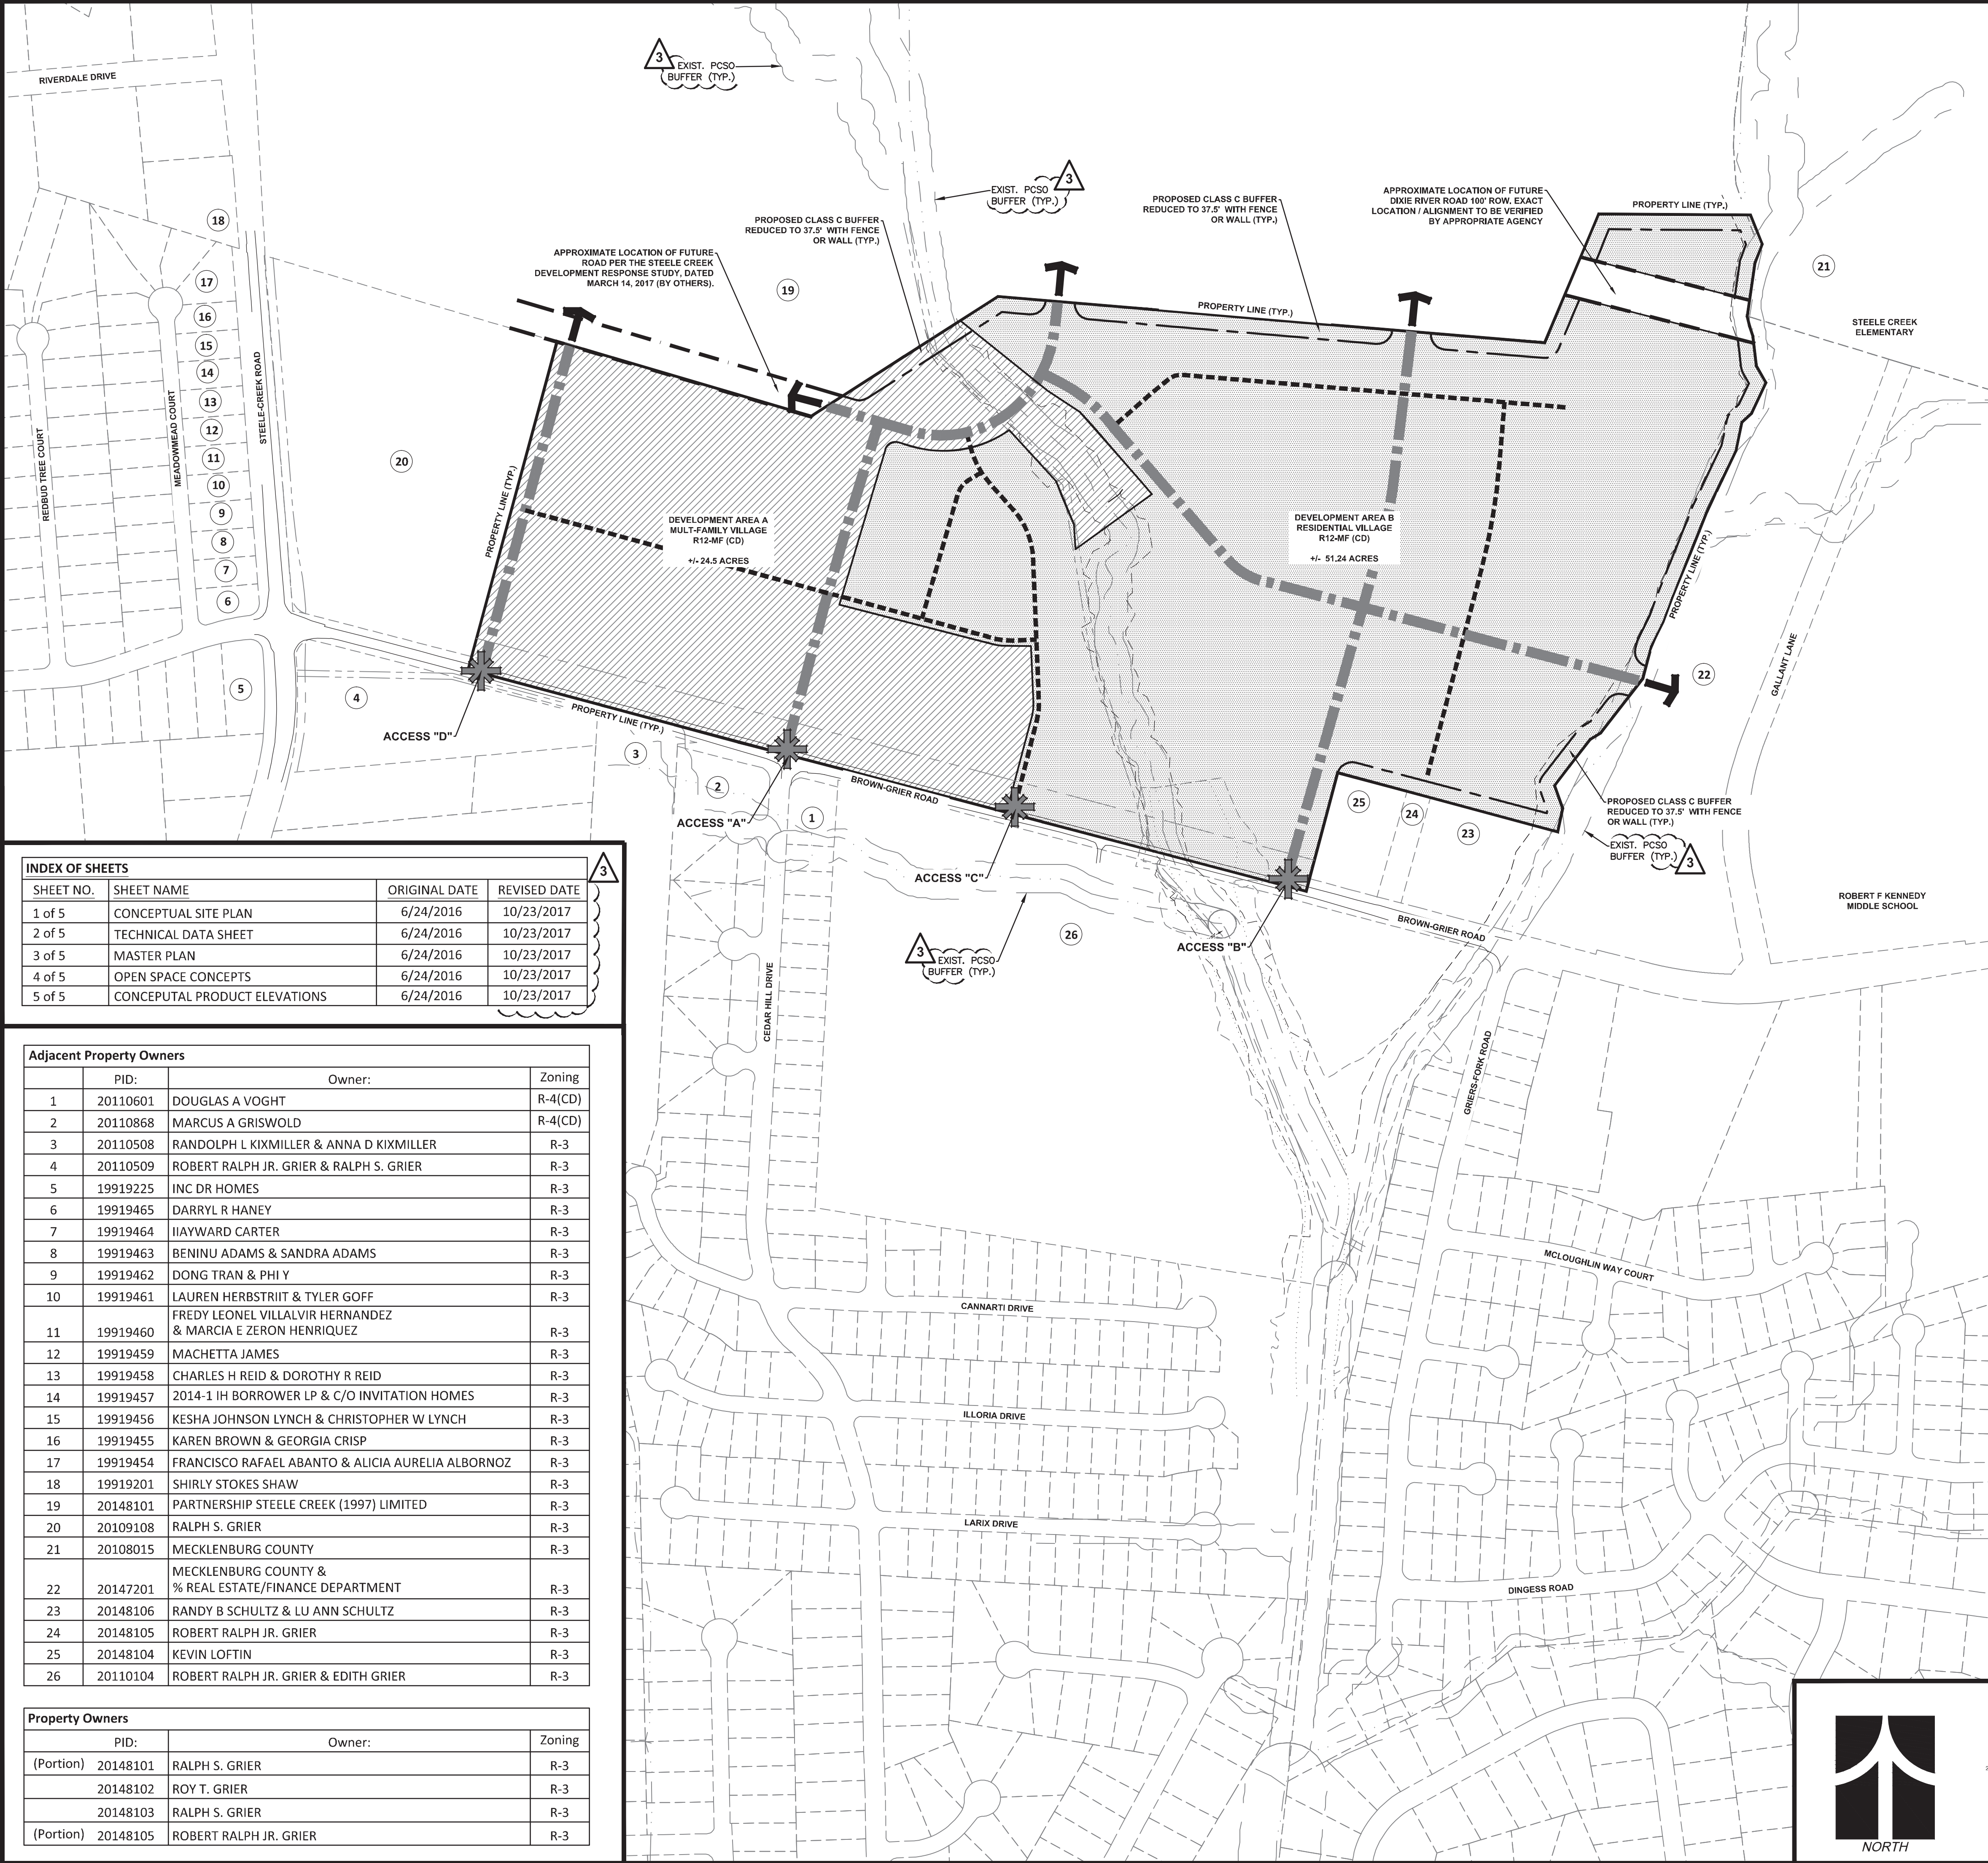 RIVERDALE DRIVE
3
EXIST. PCSO
BUFFER (TYP.)
EXIST. PCSO
BUFFER (TYP.)
3
PROPOSED CLASS C BUFFER
REDUCED TO 37.5' WITH FENCE
OR WALL (TYP.)
PROPOSED CLASS C BUFFER
REDUCED TO 37.5' WITH FENCE
OR WALL (TYP.)
APPROXIMATE LOCATION OF FUTURE
DIXIE RIVER ROAD 100' ROW. EXACT
LOCATION / ALIGNMENT TO BE VERIFIED
BY APPROPRIATE AGENCY
PROPERTY LINE (TYP.)
APPROXIMATE LOCATION OF FUTURE
ROAD PER THE STEELE CREEK
DEVELOPMENT RESPONSE STUDY, DATED
MARCH 14, 2017 (BY OTHERS).
18
17
16
15
14
13
12
11
10
9
8
7
6
5
4
3
2
1
19
20
21
22
23
24
25
26
PROPERTY LINE (TYP.)
STEELE CREEK
ELEMENTARY
REDBUD TREE COURT
MEADOWMEAD COURT
STEELE-CREEK ROAD
PROPERTY LINE (TYP.)
DEVELOPMENT AREA A
MULT-FAMILY VILLAGE
R12-MF (CD)
+/- 24.5 ACRES
DEVELOPMENT AREA B
RESIDENTIAL VILLAGE
R12-MF (CD)
+/- 51.24 ACRES
PROPERTY LINE (TYP.)
GALLANT LANE
ACCESS "D"
PROPERTY LINE (TYP.)
BROWN-GRIER ROAD
ACCESS "A"
ACCESS "C"
ACCESS "B"
BROWN-GRIER ROAD
PROPOSED CLASS C BUFFER
REDUCED TO 37.5' WITH FENCE
OR WALL (TYP.)
EXIST. PCSO
BUFFER (TYP.)
3
ROBERT F KENNEDY
MIDDLE SCHOOL
3
EXIST. PCSO
BUFFER (TYP.)
CEDAR HILL DRIVE
GRIERS-FORK ROAD
MCLOUGHLIN WAY COURT
CANNARTI DRIVE
ILLORIA DRIVE
LARIX DRIVE
DINGESS ROAD
INDEX OF SHEETS
3
SHEET NO. SHEET NAME ORIGINAL DATE REVISED DATE
1 of 5 CONCEPTUAL SITE PLAN 6/24/2016 10/23/2017
2 of 5 TECHNICAL DATA SHEET 6/24/2016 10/23/2017
3 of 5 MASTER PLAN 6/24/2016 10/23/2017
4 of 5 OPEN SPACE CONCEPTS 6/24/2016 10/23/2017
5 of 5 CONCEPUTAL PRODUCT ELEVATIONS 6/24/2016 10/23/2017
Adjacent Property Owners
PID: Owner: Zoning
1 20110601 DOUGLAS A VOGHT R-4(CD)
2 20110868 MARCUS A GRISWOLD R-4(CD)
3 20110508 RANDOLPH L KIXMILLER & ANNA D KIXMILLER R-3
4 20110509 ROBERT RALPH JR. GRIER & RALPH S. GRIER R-3
5 19919225 INC DR HOMES R-3
6 19919465 DARRYL R HANEY R-3
7 19919464 IIAYWARD CARTER R-3
8 19919463 BENINU ADAMS & SANDRA ADAMS R-3
9 19919462 DONG TRAN & PHI Y R-3
10 19919461 LAUREN HERBSTRIIT & TYLER GOFF R-3
FREDY LEONEL VILLALVIR HERNANDEZ
11 19919460 & MARCIA E ZERON HENRIQUEZ R-3
12 19919459 MACHETTA JAMES R-3
13 19919458 CHARLES H REID & DOROTHY R REID R-3
14 19919457 2014-1 IH BORROWER LP & C/O INVITATION HOMES R-3
15 19919456 KESHA JOHNSON LYNCH & CHRISTOPHER W LYNCH R-3
16 19919455 KAREN BROWN & GEORGIA CRISP R-3
17 19919454 FRANCISCO RAFAEL ABANTO & ALICIA AURELIA ALBORNOZ R-3
18 19919201 SHIRLY STOKES SHAW R-3
19 20148101 PARTNERSHIP STEELE CREEK (1997) LIMITED R-3
20 20109108 RALPH S. GRIER R-3
21 20108015 MECKLENBURG COUNTY R-3
MECKLENBURG COUNTY &
22 20147201 % REAL ESTATE/FINANCE DEPARTMENT R-3
23 20148106 RANDY B SCHULTZ & LU ANN SCHULTZ R-3
24 20148105 ROBERT RALPH JR. GRIER R-3
25 20148104 KEVIN LOFTIN R-3
26 20110104 ROBERT RALPH JR. GRIER & EDITH GRIER R-3
Property Owners
PID: Owner: Zoning
(Portion) 20148101 RALPH S. GRIER R-3
20148102 ROY T. GRIER R-3
20148103 RALPH S. GRIER R-3
(Portion) 20148105 ROBERT RALPH JR. GRIER R-3
NORTH